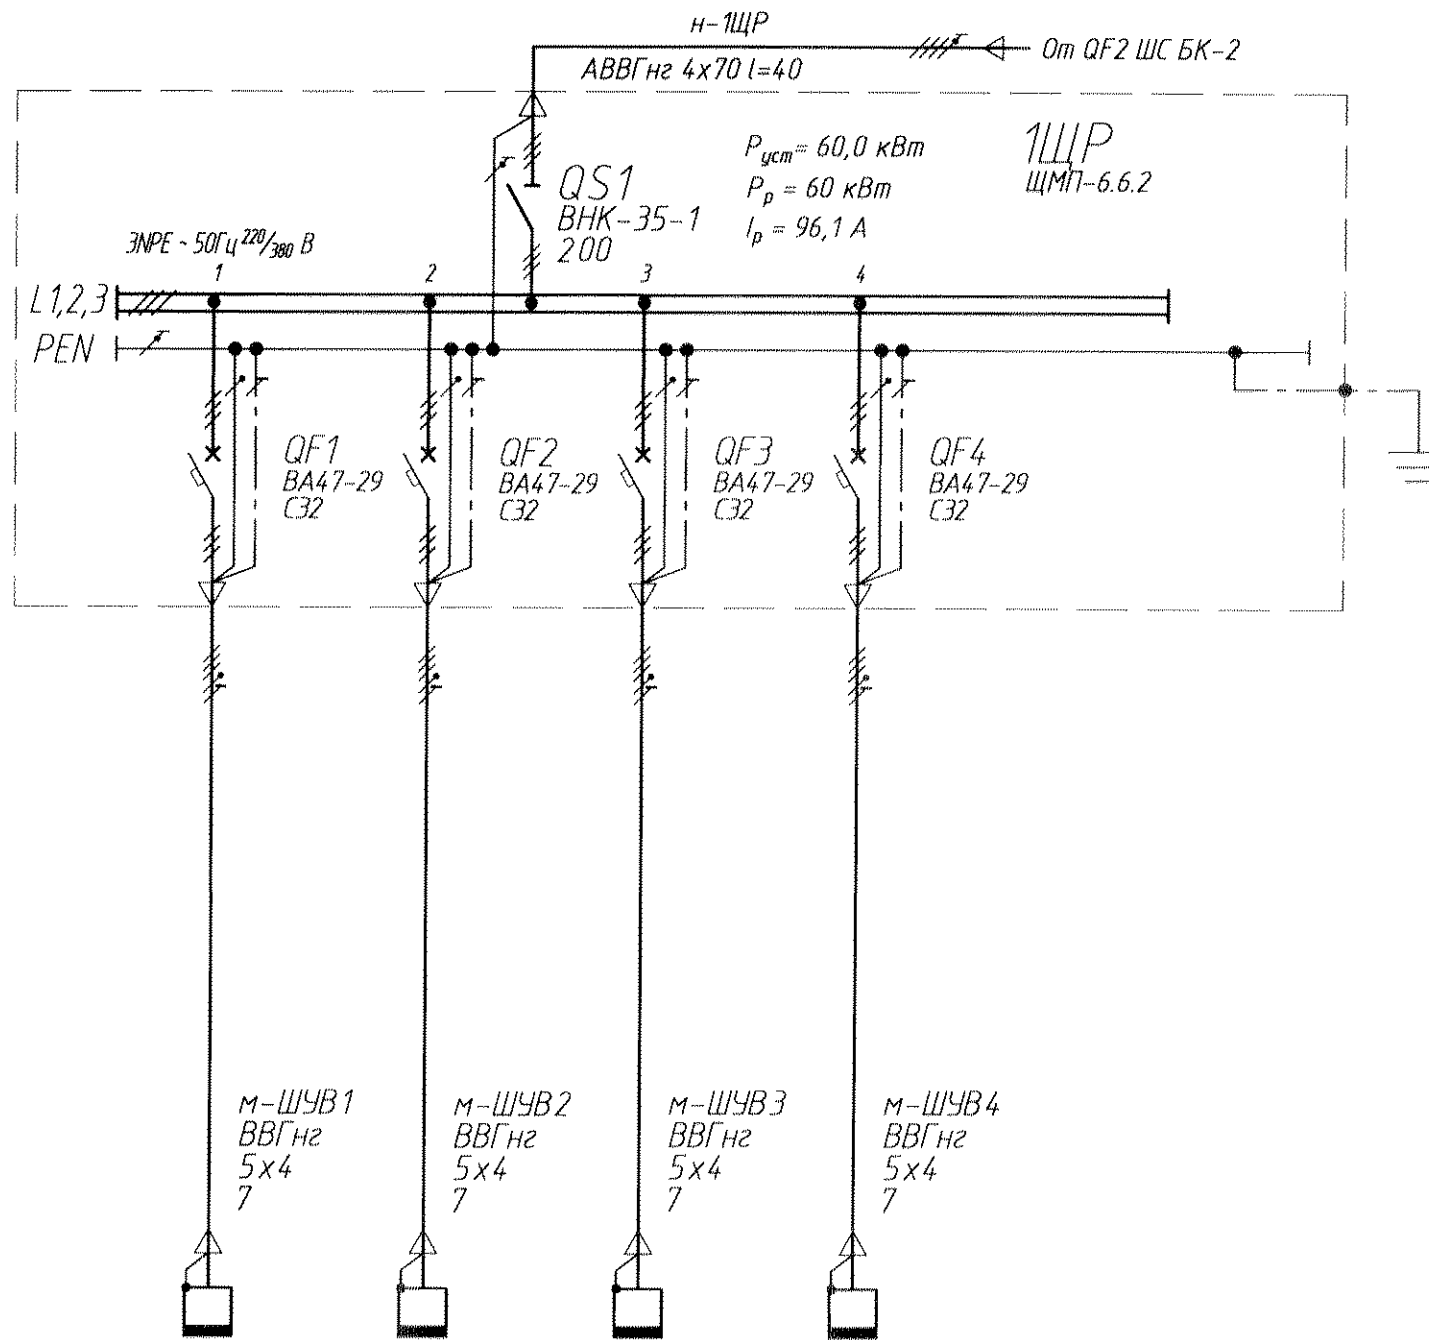 н-1ЩР
От QF2 ШС БК-2
АВВГнг 4х70 l=40
1ЩР
ЩМП-6.6.2
Pуст= 60,0 кВт
Pр = 60 кВт
Iр = 96,1 А
QS1
ВНК-35-1
200
3NPE ~ 50Гц 220/380 В
1
2
3
4
L1,2,3
PEN
QF1
ВА47-29
С32
QF2
ВА47-29
С32
QF3
ВА47-29
С32
QF4
ВА47-29
С32
м-ШУВ1
ВВГнг
5х4
7
м-ШУВ2
ВВГнг
5х4
7
м-ШУВ3
ВВГнг
5х4
7
м-ШУВ4
ВВГнг
5х4
7